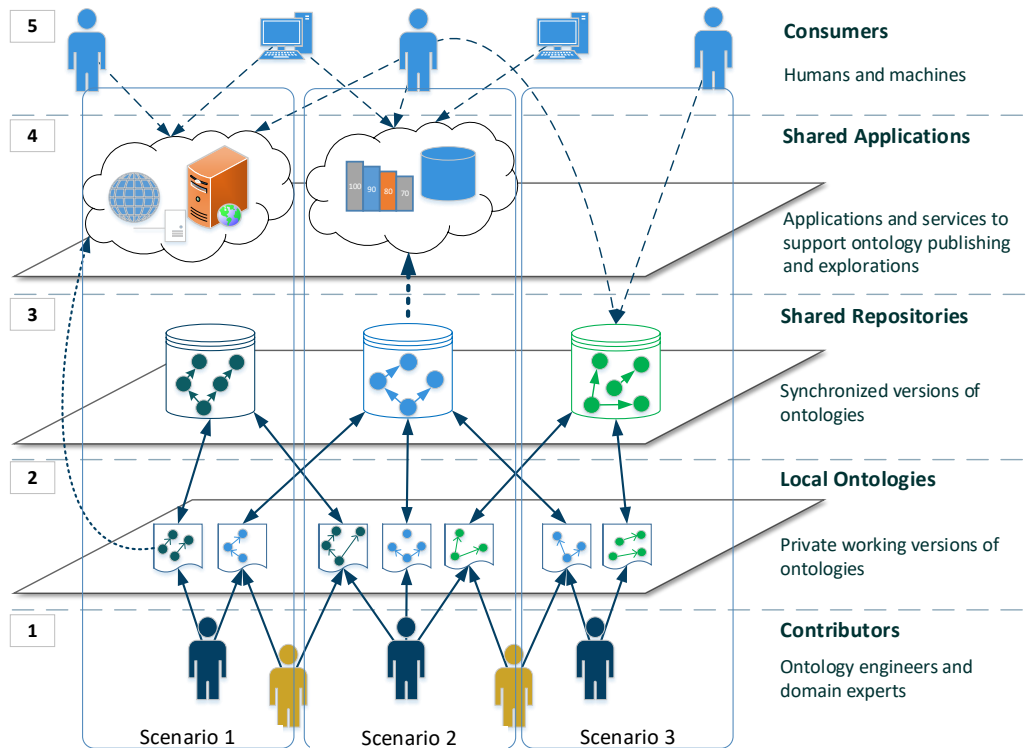 5
Consumers
Humans and machines
4
Shared Applications
100
90
80
70
Applications and services to
support ontology publishing
and explorations
3
Shared Repositories
Synchronized versions of
ontologies
2
Local Ontologies
Private working versions of
ontologies
1
Contributors
Ontology engineers and
domain experts
Scenario 1
Scenario 2
Scenario 3